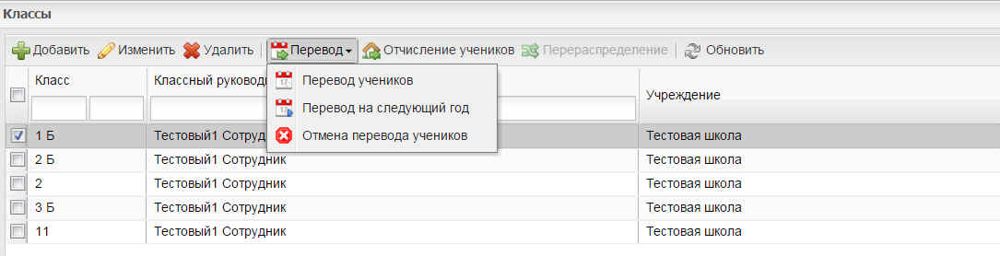 Классы
Добавить Изменить Удалить Перевод Отчисление учеников Перераспределение Обновить
Класс Классный руководи Учреждение
Перевод учеников
Перевод на следующий год
Отмена перевода учеников
1 Б Тестовый1 Сотрудн Тестовая школа
2 Б Тестовый1 Сотрудник Тестовая школа
2 Тестовый1 Сотрудник Тестовая школа
3 Б Тестовый1 Сотрудник Тестовая школа
11 Тестовый1 Сотрудник Тестовая школа